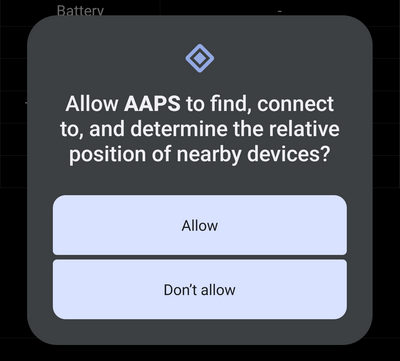 Battery
-
Allow AAPS to find, connect
to, and determine the relative
position of nearby devices?
Allow
Don't allow